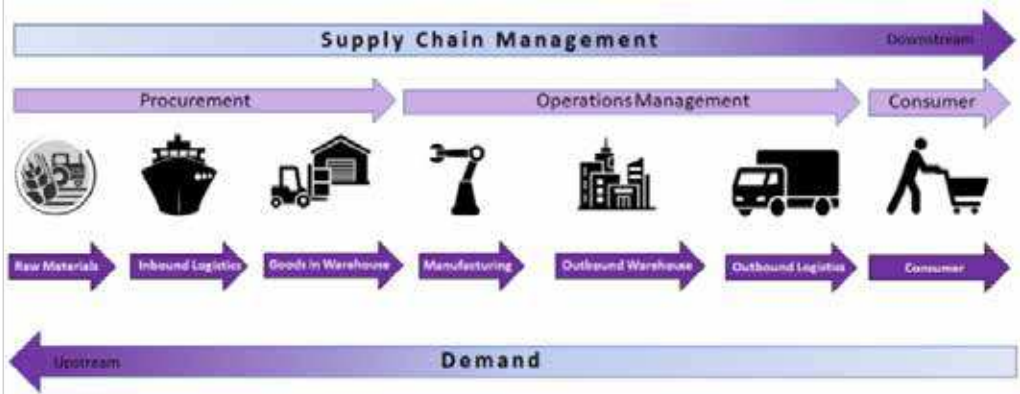 Supply Chain Management
Downstream
Procurement
Operations Management
Consumer
Raw Materials
Inbound Logistics
Goods in Warehouse
Manufacturing
Outbound Warehouse
Outbound Logistics
Consumer
Upstream
Demand